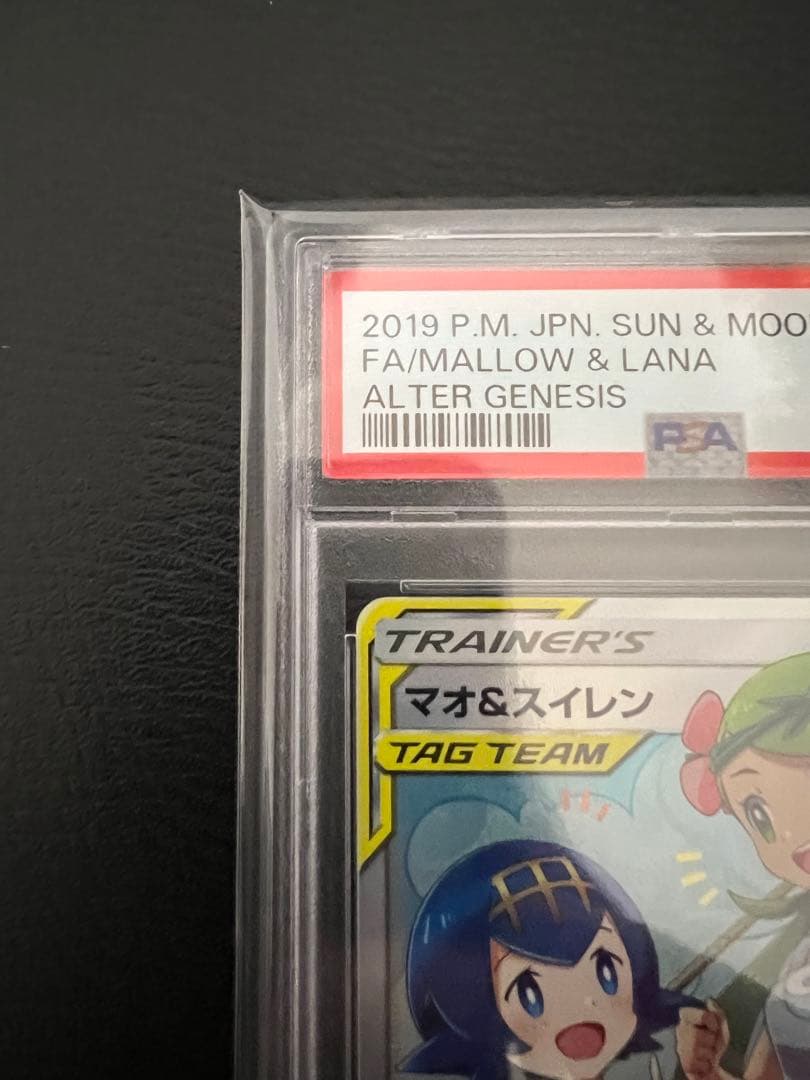 2019 P.M. JPN. SUN & MOO
FA/MALLOW & LANA
ALTER GENESIS
PSA
TRAINER'S
マオ&スイレン
TAG TEAM